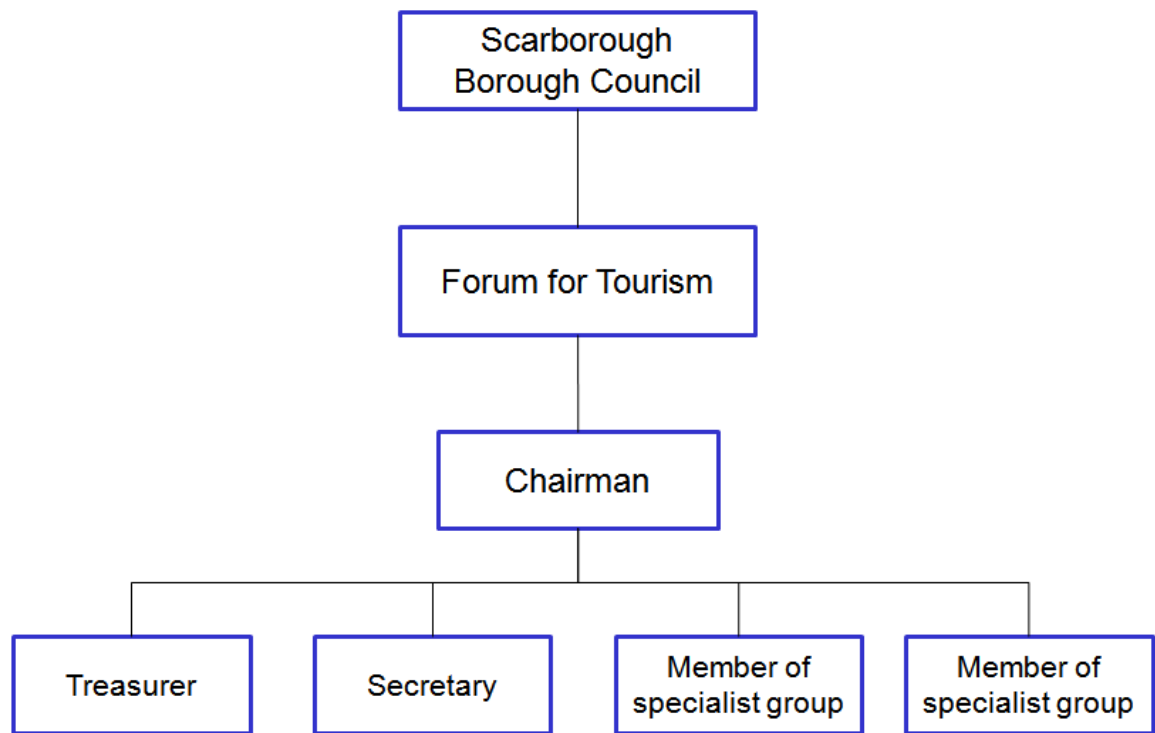 Scarborough
Borough Council
Forum for Tourism
Chairman
Treasurer
Secretary
Member of
specialist group
Member of
specialist group